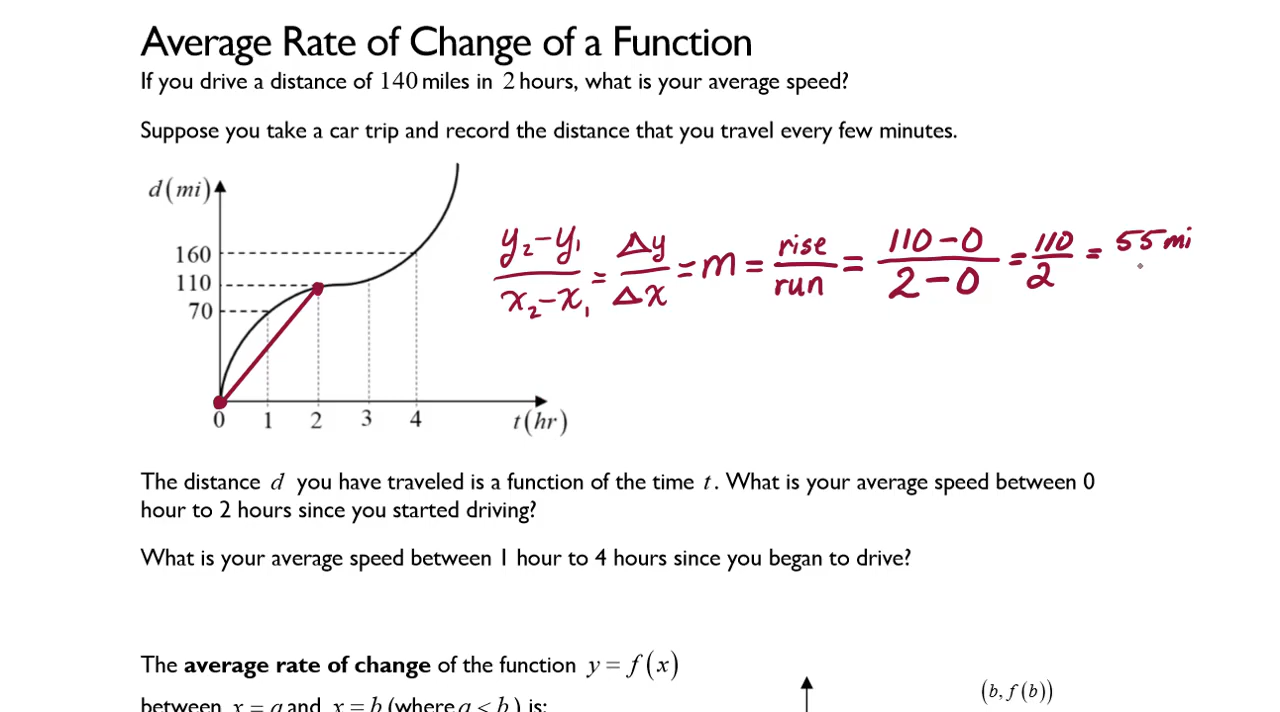 Average Rate of Change of a Function
If you drive a distance of 140 miles in 2 hours, what is your average speed?
Suppose you take a car trip and record the distance that you travel every few minutes.
d(mi)
160
110
70
0 1 2 3 4 t(hr)
y₂-y₁/x₂-x₁ = Δy/Δx = m = rise/run = 110-0/2-0 = 110/2 = 55 mi
The distance d you have traveled is a function of the time t. What is your average speed between 0
hour to 2 hours since you started driving?
What is your average speed between 1 hour to 4 hours since you began to drive?
The average rate of change of the function y = f(x)
between x = a and x = b (where a < b) is:
(b, f(b))